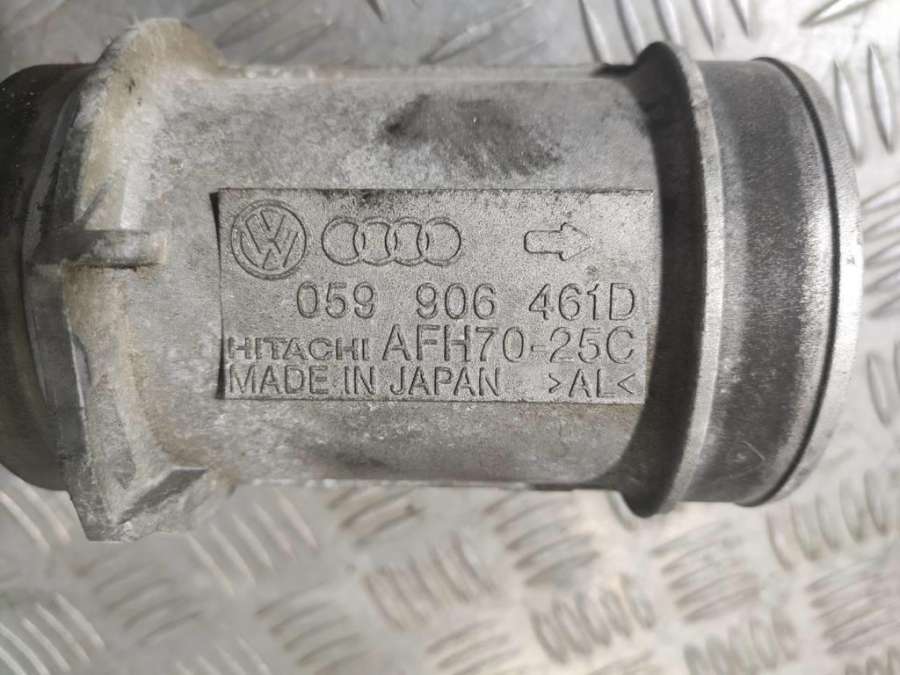 059 906 461D
HITACHI AFH70-25C
MADE IN JAPAN >AL<